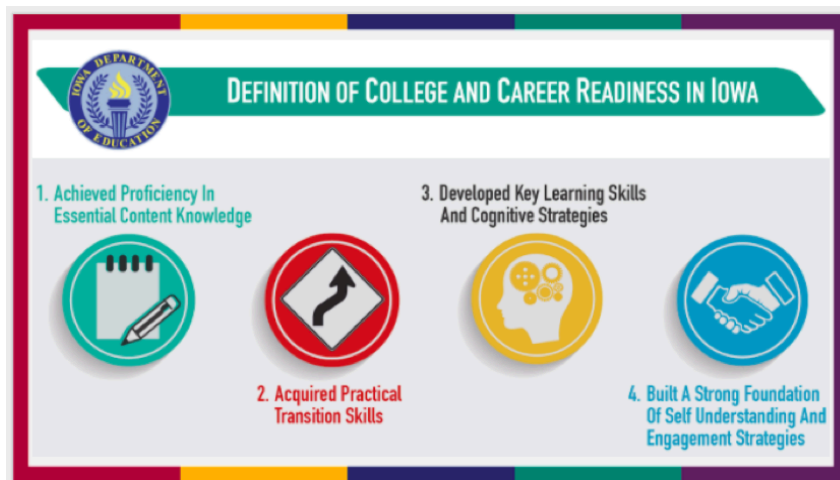 IOWA DEPARTMENT
OF EDUCATION
DEFINITION OF COLLEGE AND CAREER READINESS IN IOWA
1. Achieved Proficiency In
Essential Content Knowledge
2. Acquired Practical
Transition Skills
3. Developed Key Learning Skills
And Cognitive Strategies
4. Built A Strong Foundation
Of Self Understanding And
Engagement Strategies